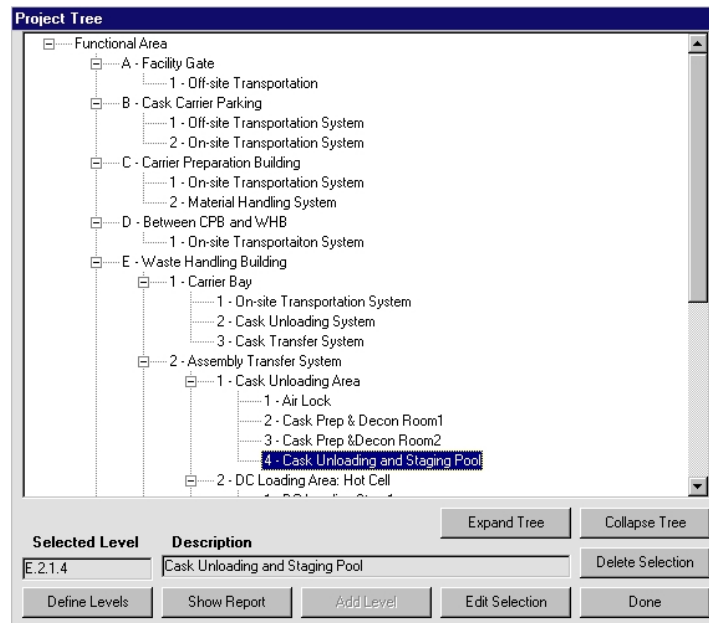 Project Tree
Functional Area
A - Facility Gate
1 - Off-site Transportation
B - Cask Carrier Parking
1 - Off-site Transportation System
2 - On-site Transportation System
C - Carrier Preparation Building
1 - On-site Transportation System
2 - Material Handling System
D - Between CPB and WHB
1 - On-site Transportaiton System
E - Waste Handling Building
1 - Carrier Bay
1 - On-site Transportation System
2 - Cask Unloading System
3 - Cask Transfer System
2 - Assembly Transfer System
1 - Cask Unloading Area
1 - Air Lock
2 - Cask Prep & Decon Room1
3 - Cask Prep &Decon Room2
4 - Cask Unloading and Staging Pool
2 - DC Loading Area: Hot Cell
Expand Tree Collapse Tree
Selected Level Description
E.2.1.4 Cask Unloading and Staging Pool Delete Selection
Define Levels Show Report Add Level Edit Selection Done